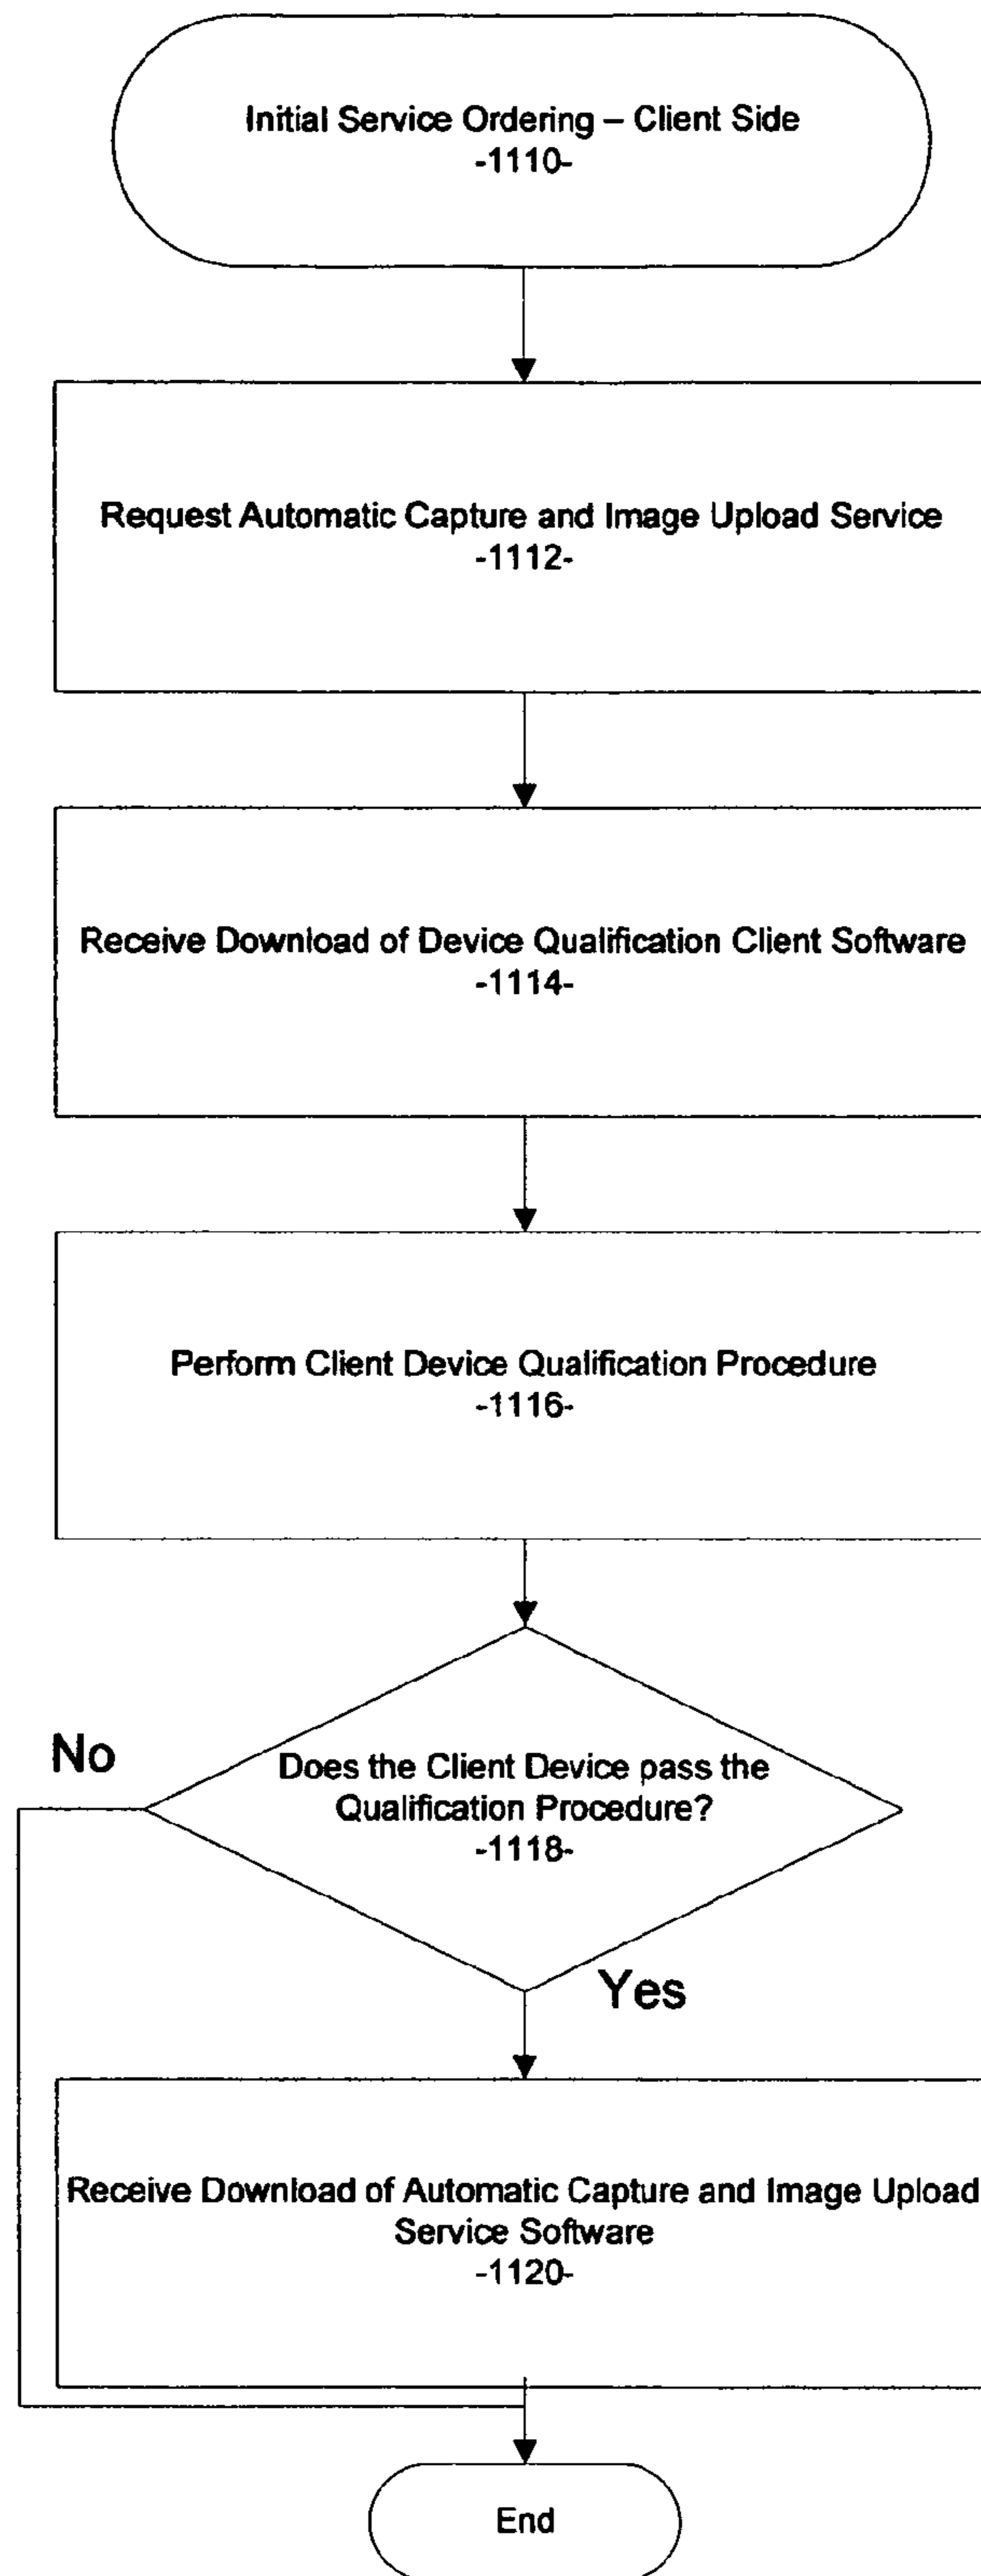 Initial Service Ordering – Client Side
-1110-
Request Automatic Capture and Image Upload Service
-1112-
Receive Download of Device Qualification Client Software
-1114-
Perform Client Device Qualification Procedure
-1116-
No
Does the Client Device pass the
Qualification Procedure?
-1118-
Yes
Receive Download of Automatic Capture and Image Upload
Service Software
-1120-
End